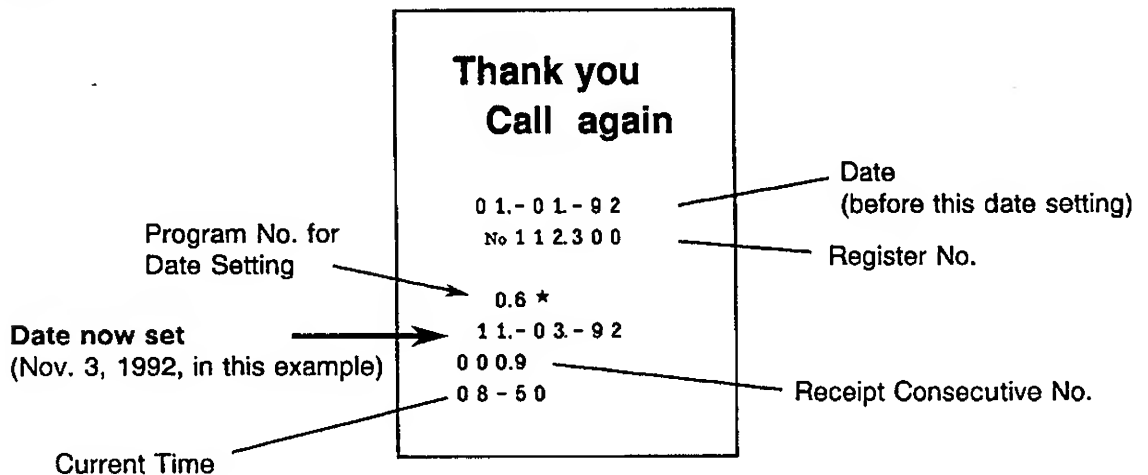 Thank you
Call again
01.-01.-92
No 112.300
0.6 ★
11.-03.-92
000.9
08-50
Date
(before this date setting)
Register No.
Program No. for
Date Setting
Date now set
(Nov. 3, 1992, in this example)
Receipt Consecutive No.
Current Time